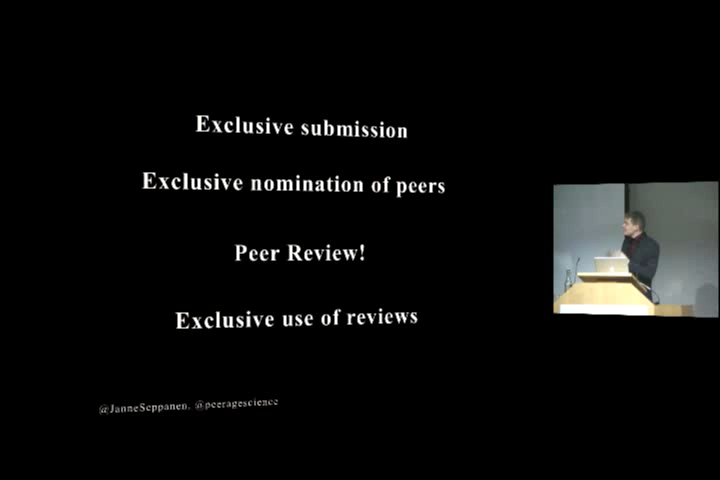 Exclusive submission
Exclusive nomination of peers
Peer Review!
Exclusive use of reviews
@JanneSeppanen, @peeragescience